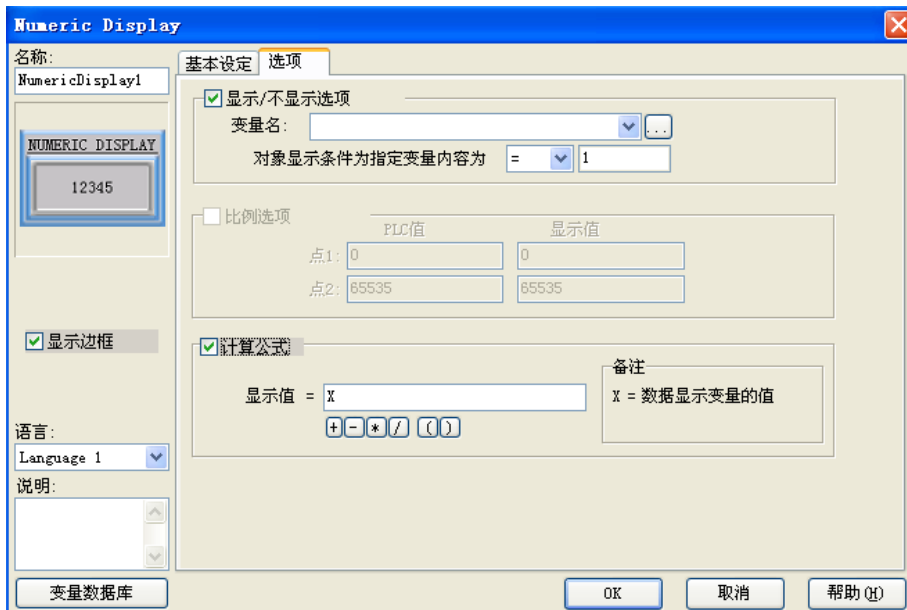 Numeric Display
名称:
NumericDisplay1
NUMERIC DISPLAY
12345
显示边框
语言:
Language 1
说明:
变量数据库
基本设定 选项
显示/不显示选项
变量名:
...
对象显示条件为指定变量内容为 = 1
比例选项
PLC值 显示值
点1: 0 0
点2: 65535 65535
计算公式
显示值 = X
+ - * / ( )
备注
X = 数据显示变量的值
OK 取消 帮助(H)